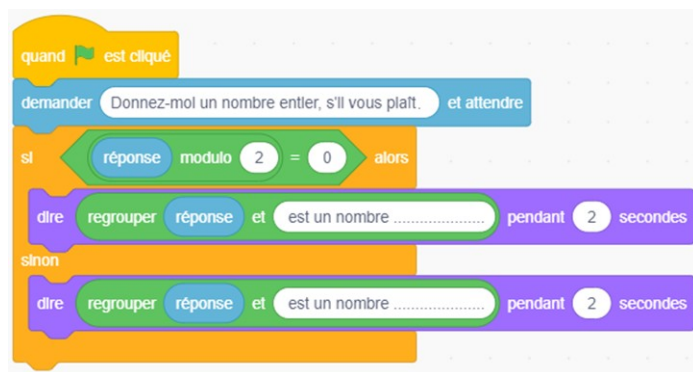 quand est cliqué
demander Donnez-moi un nombre entier, s'il vous plaît. et attendre
si réponse modulo 2 = 0 alors
dire regrouper réponse et est un nombre ..................... pendant 2 secondes
sinon
dire regrouper réponse et est un nombre ..................... pendant 2 secondes